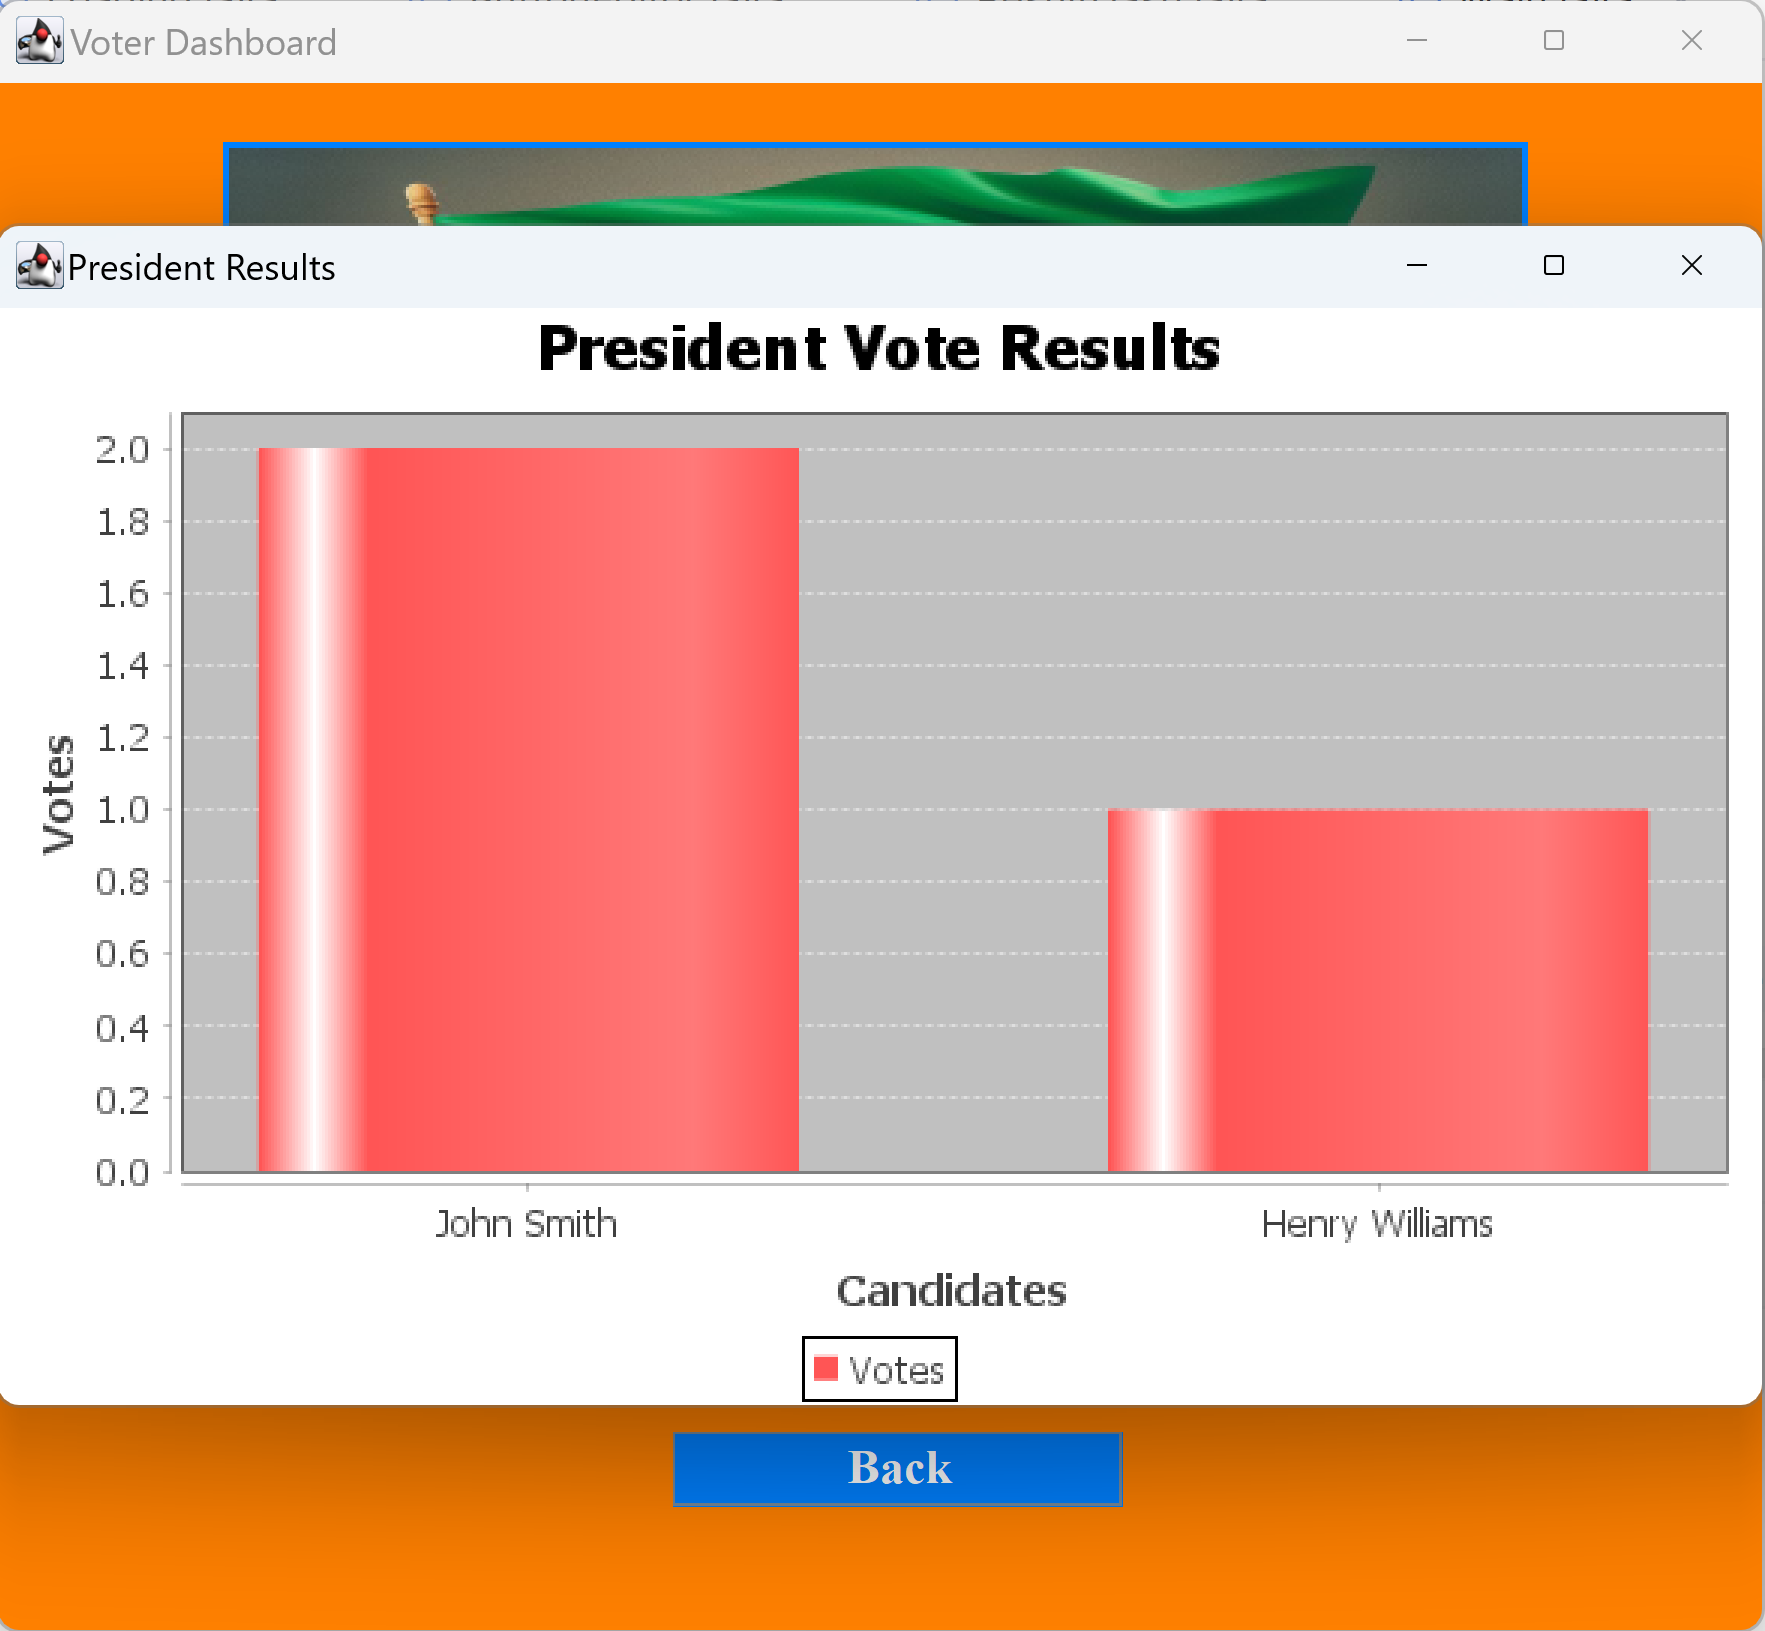 Voter Dashboard
President Results
President Vote Results
2.0
1.8
1.6
1.4
1.2
1.0
0.8
0.6
0.4
0.2
0.0
Votes
John Smith
Henry Williams
Candidates
Votes
Back